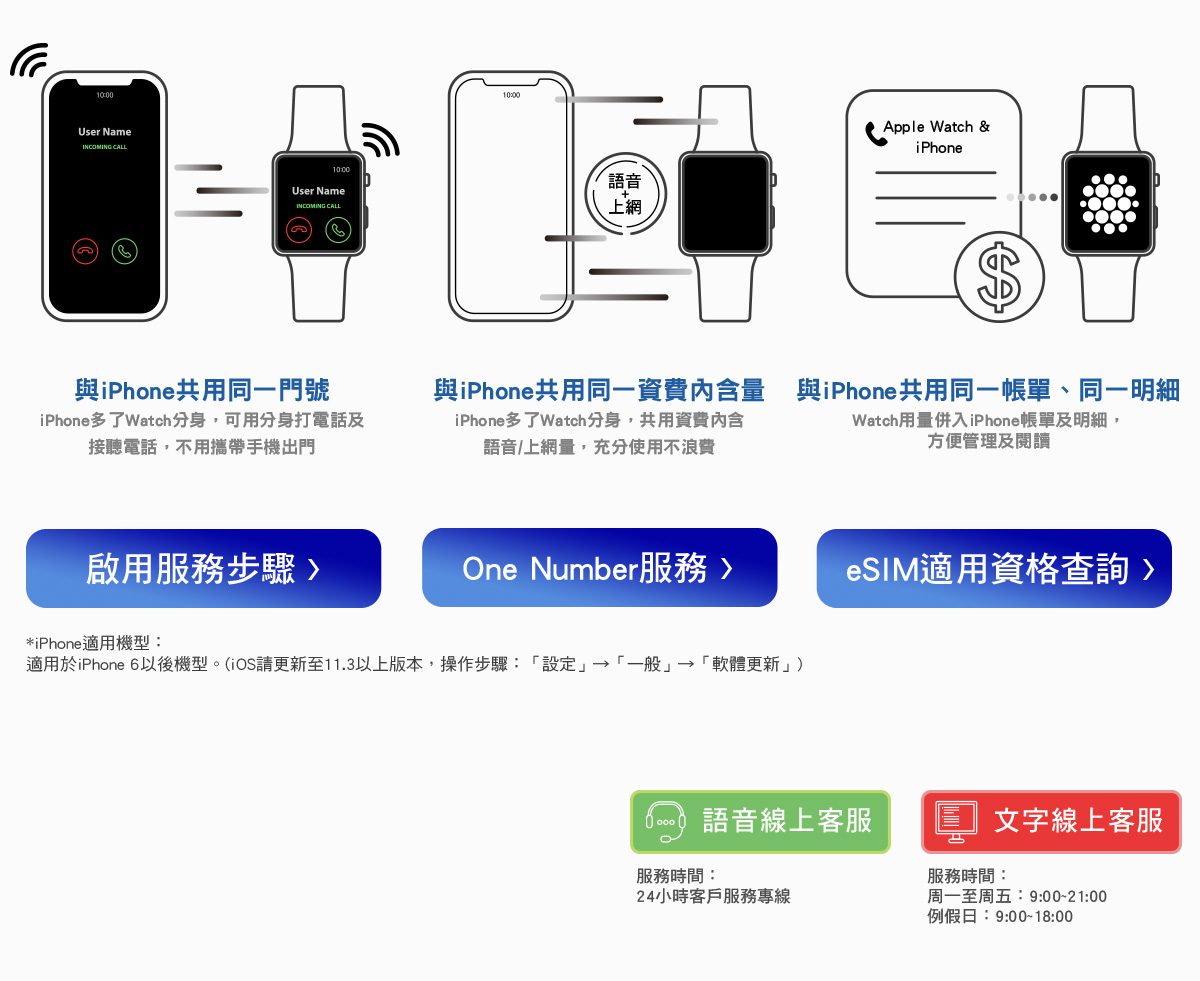 10:00
User Name
INCOMING CALL
10:00
User Name
INCOMING CALL
10:00
語音
+
上網
Apple Watch &
iPhone
$
與iPhone共用同一門號
iPhone多了Watch分身，可用分身打電話及
接聽電話，不用攜帶手機出門
與iPhone共用同一資費內含量
iPhone多了Watch分身，共用資費內含
語音/上網量，充分使用不浪費
與iPhone共用同一帳單、同一明細
Watch用量併入iPhone帳單及明細，
方便管理及閱讀
啟用服務步驟 〉
One Number服務 〉
eSIM適用資格查詢 〉
*iPhone適用機型：
適用於iPhone 6以後機型。(iOS請更新至11.3以上版本，操作步驟：「設定」→「一般」→「軟體更新」)
語音線上客服
服務時間：
24小時客戶服務專線
文字線上客服
服務時間：
周一至周五：9:00~21:00
例假日：9:00~18:00